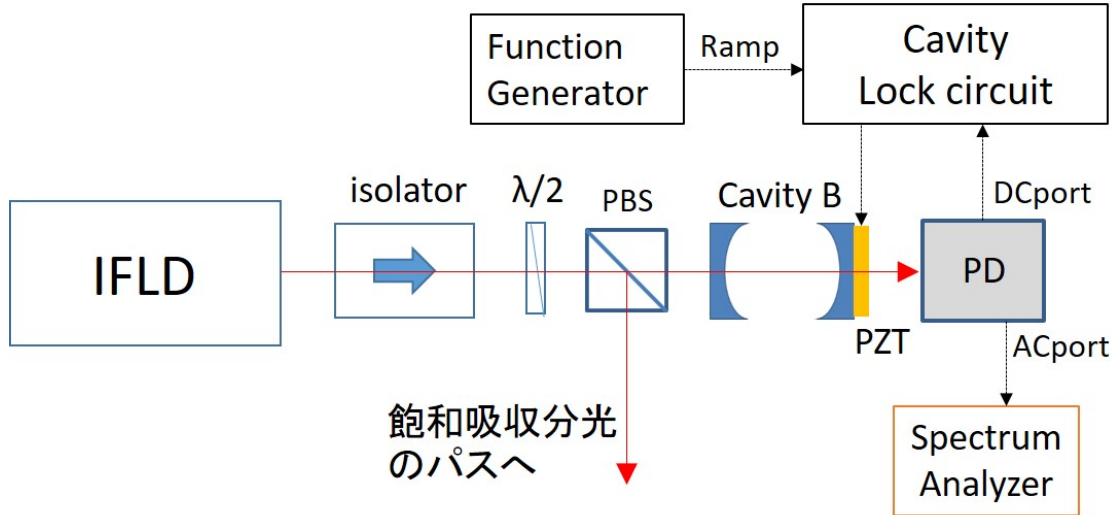 Function
Generator
Ramp
Cavity
Lock circuit
isolator
λ/2
PBS
Cavity B
DCport
IFLD
PD
PZT
ACport
飽和吸収分光
のパスへ
Spectrum
Analyzer